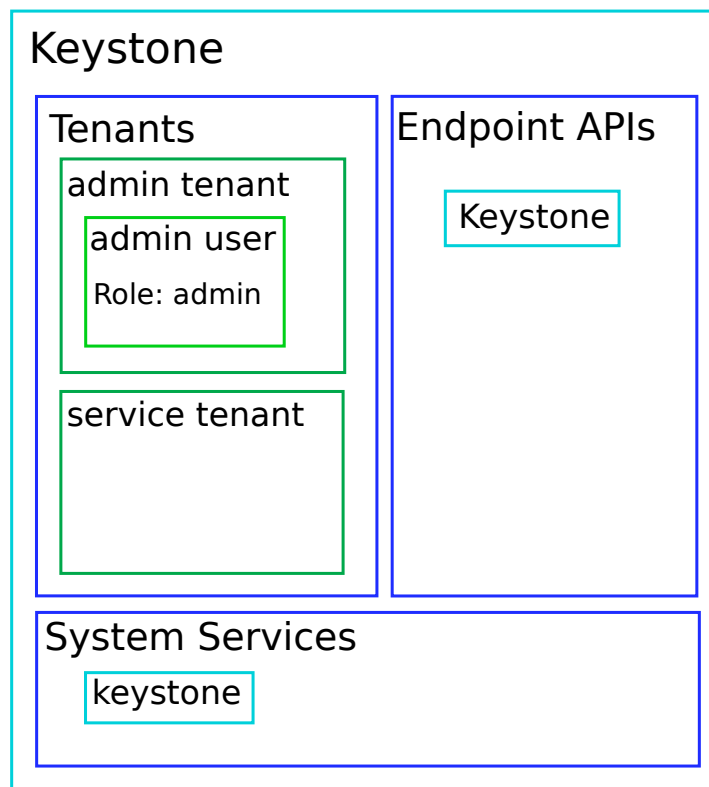 Keystone
Tenants
admin tenant
admin user
Role: admin
service tenant
Endpoint APIs
Keystone
System Services
keystone